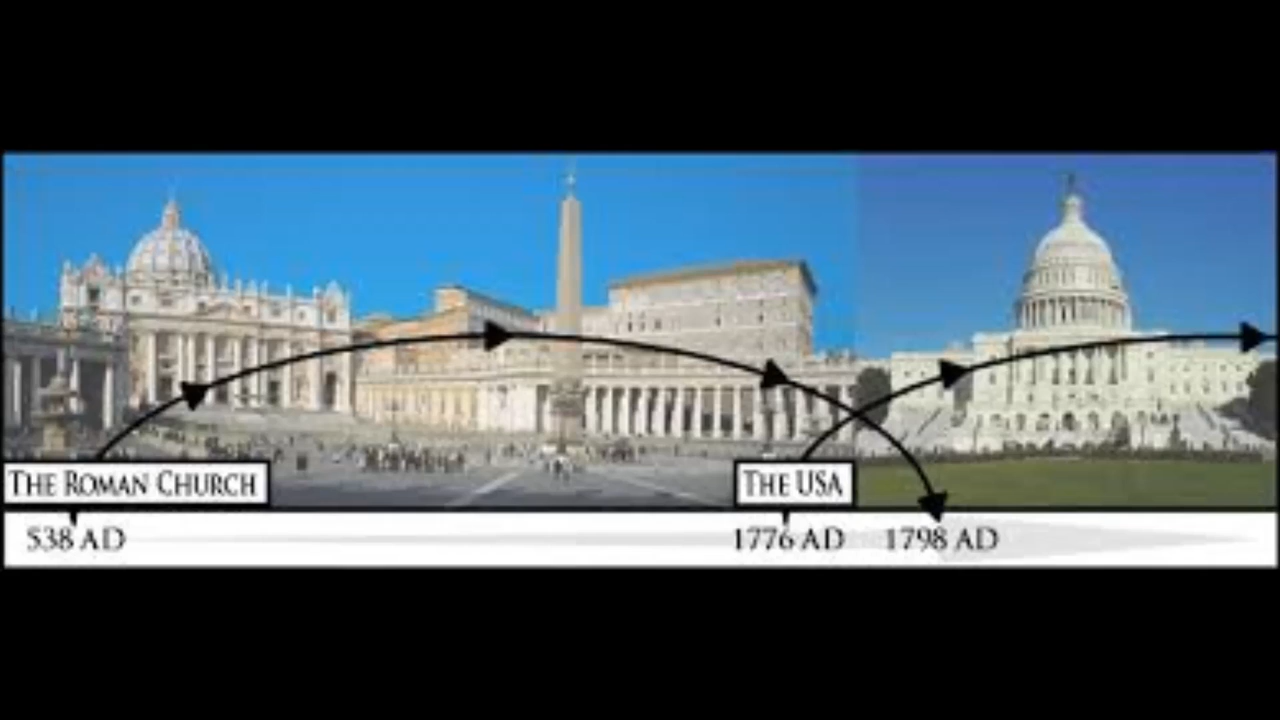 THE ROMAN CHURCH
THE USA
538 AD
1776 AD
1798 AD